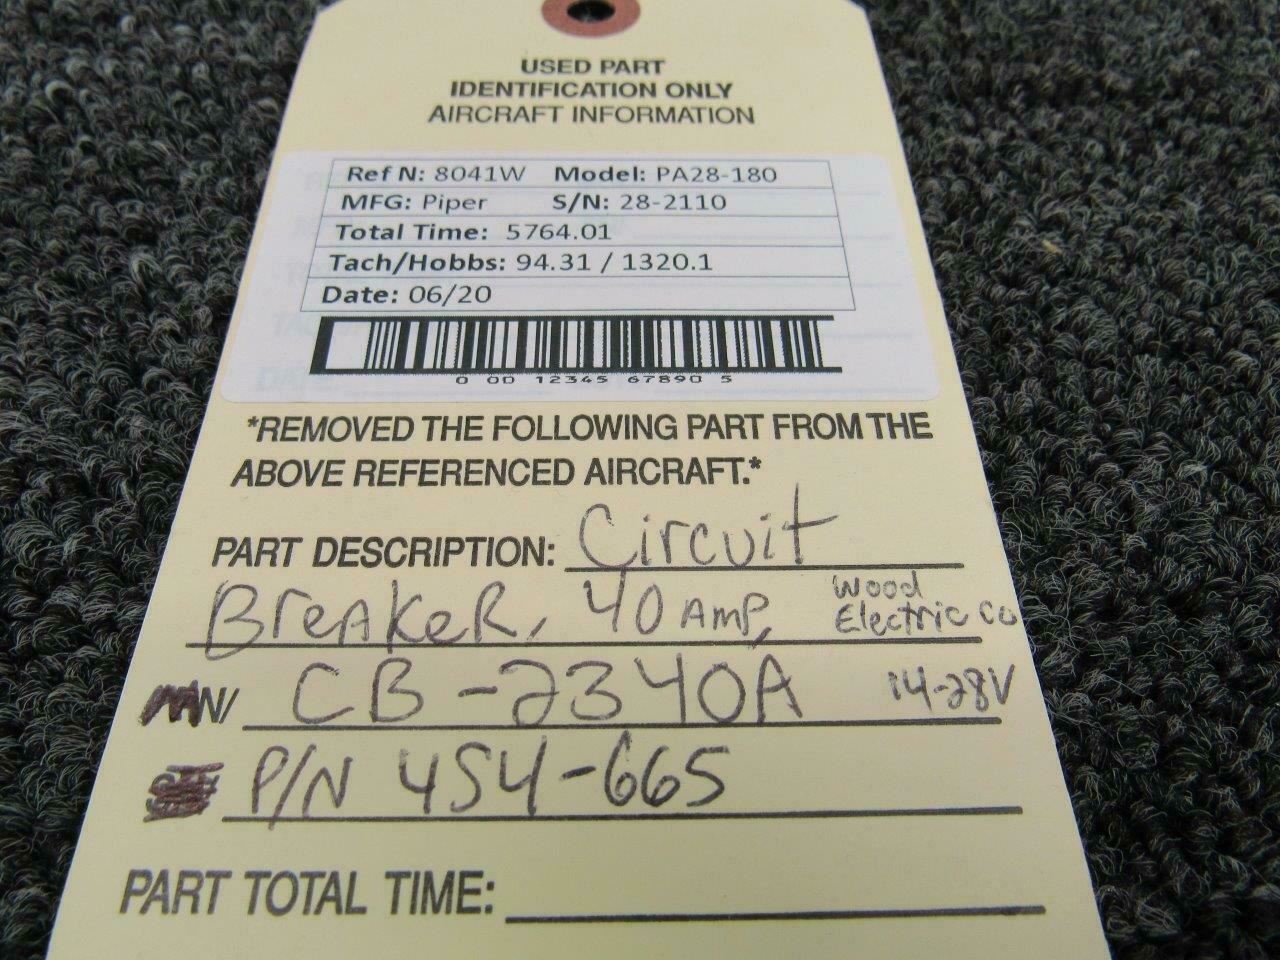 USED PART
IDENTIFICATION ONLY
AIRCRAFT INFORMATION
Ref N: 8041W Model: PA28-180
MFG: Piper S/N: 28-2110
Total Time: 5764.01
Tach/Hobbs: 94.31 / 1320.1
Date: 06/20
0 00 12345 67890 5
*REMOVED THE FOLLOWING PART FROM THE
ABOVE REFERENCED AIRCRAFT.*
PART DESCRIPTION: Circuit
Breaker, 40 Amp, Wood Electric Co
N/ CB-2340A 14-28V
P/N 454-665
PART TOTAL TIME: